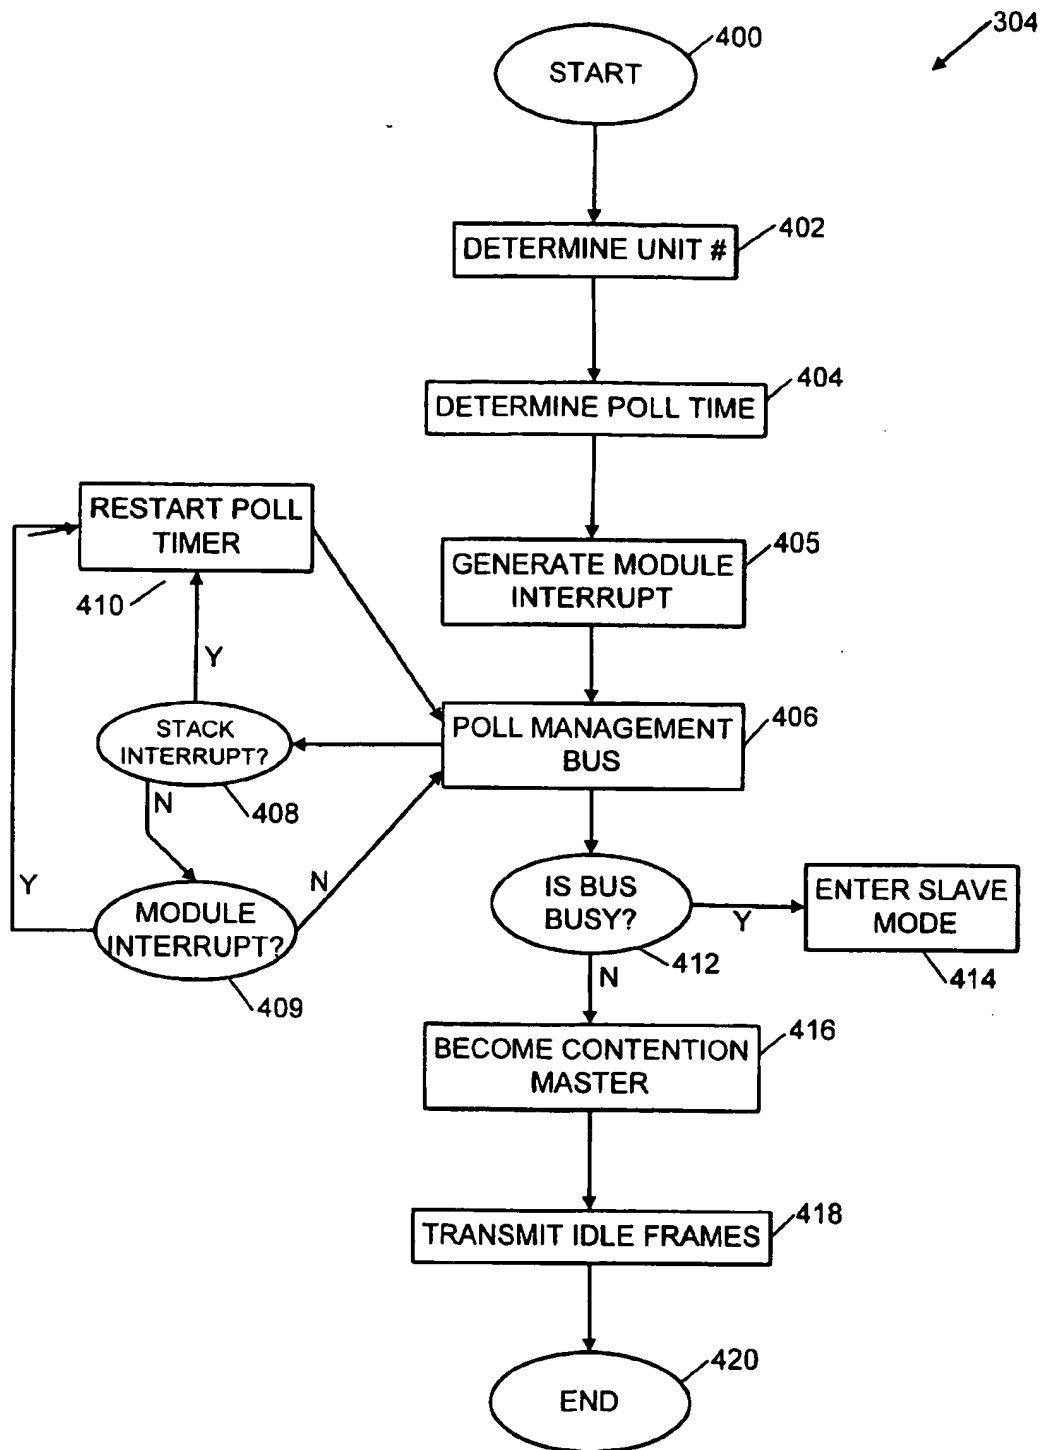 304
400
START
402
DETERMINE UNIT #
404
DETERMINE POLL TIME
RESTART POLL
TIMER
410
405
GENERATE MODULE
INTERRUPT
Y
STACK
INTERRUPT?
408
N
406
POLL MANAGEMENT
BUS
Y
MODULE
INTERRUPT?
409
N
IS BUS
BUSY?
412
Y
N
ENTER SLAVE
MODE
414
416
BECOME CONTENTION
MASTER
418
TRANSMIT IDLE FRAMES
420
END